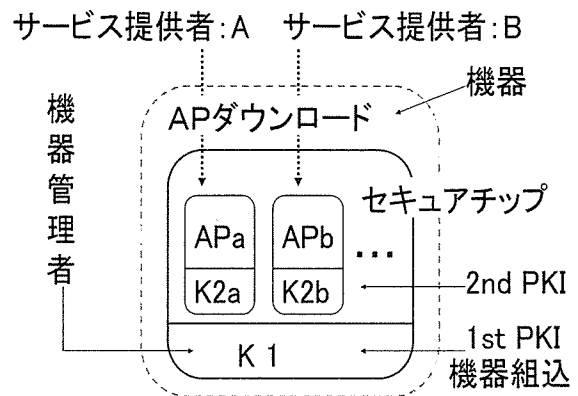 サービス提供者:A サービス提供者:B
機器
APダウンロード
機器管理者
セキュアチップ
APa APb ...
K2a K2b
2nd PKI
K1
1st PKI
機器組込